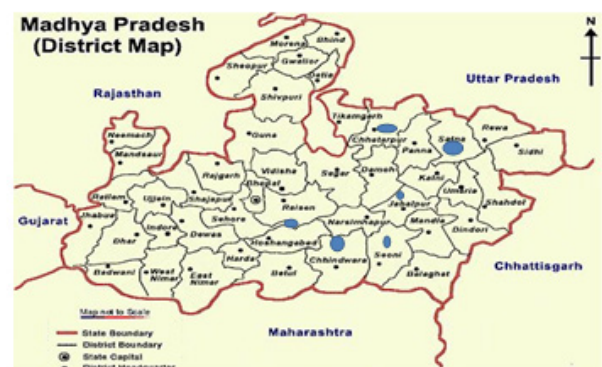 Madhya Pradesh
(District Map)
N
Bhind
Morena
Gwalior
Sheopur
Datia
Rajasthan
Uttar Pradesh
Shivpuri
Tikamgarh
Neemach
Guna
Chhatarpur
Satna
Rewa
Mandsaur
Panna
Sidhi
Rajgarh
Vidisha
Sagar
Damoh
Katni
Bhopal
Umaria
Ratlam
Ujjain
Shajapur
Raisen
Jabalpur
Shahdol
Gujarat
Jhabua
Sehore
Narsimhapur
Mandla
Indore
Dewas
Dindori
Dhar
Hoshangabad
Harda
Seoni
Chhattisgarh
Badwani
West
Nimar
East
Nimar
Betul
Chhindwara
Balaghat
Map not to Scale
Maharashtra
State Boundary
District Boundary
State Capital
District Headquarter